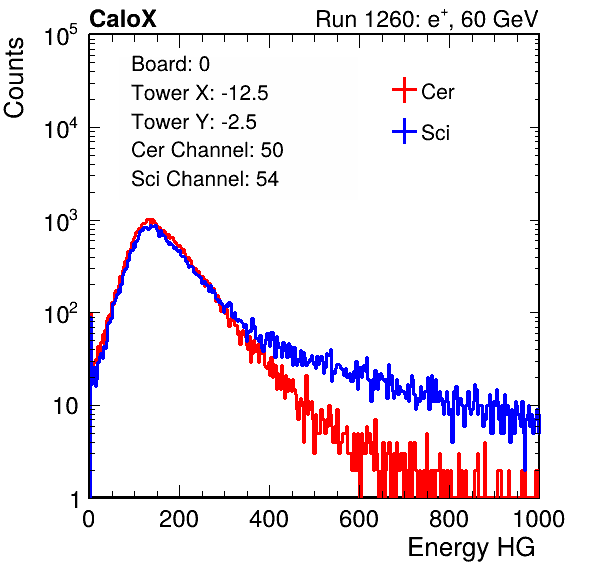 CaloX Run 1260: e⁺, 60 GeV
Counts
Board: 0
Tower X: -12.5
Tower Y: -2.5
Cer Channel: 50
Sci Channel: 54
Cer
Sci
10⁵
10⁴
10³
10²
10
1
0 200 400 600 800 1000
Energy HG